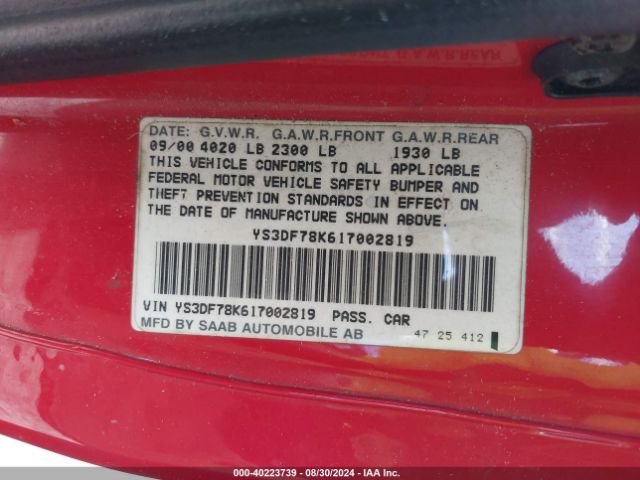 DATE: G.V.W.R. G.A.W.R.FRONT G.A.W.R.REAR
09/00 4020 LB 2300 LB 1930 LB
THIS VEHICLE CONFORMS TO ALL APPLICABLE
FEDERAL MOTOR VEHICLE SAFETY BUMPER AND
THEFT PREVENTION STANDARDS IN EFFECT ON
THE DATE OF MANUFACTURE SHOWN ABOVE.
YS3DF78K617002819
VIN YS3DF78K617002819 PASS. CAR
MFD BY SAAB AUTOMOBILE AB 47 25 412
000-40223739 - 08/30/2024 - IAA Inc.